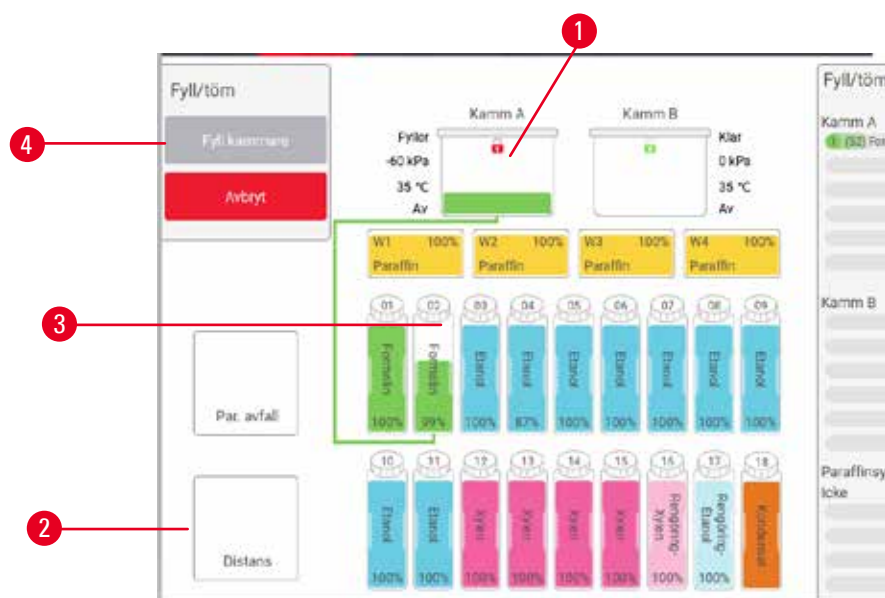 1
Fyll/töm
Fyll kammare
Avbryt
4
Kamm A
Kamm B
Fyller
-60 kPa
35 °C
Av
Klar
0 kPa
35 °C
Av
Fyll/töm
Kamm A
(S2) For
W1 100%
Paraffin
W2 100%
Paraffin
W3 100%
Paraffin
W4 100%
Paraffin
3
01
02
03
04
05
06
07
08
09
Formalin
Formalin
Etanol
Etanol
Etanol
Etanol
Etanol
Etanol
Etanol
100%
99%
100%
87%
100%
100%
100%
100%
100%
Kamm B
Par. avfall
2
Distans
10
11
12
13
14
15
16
17
18
Etanol
Etanol
Xylen
Xylen
Xylen
Xylen
Rengöring-
Xylen
Rengöring-
Etanol
Kondensat
100%
100%
100%
100%
100%
100%
100%
100%
Paraffinsy
Icke